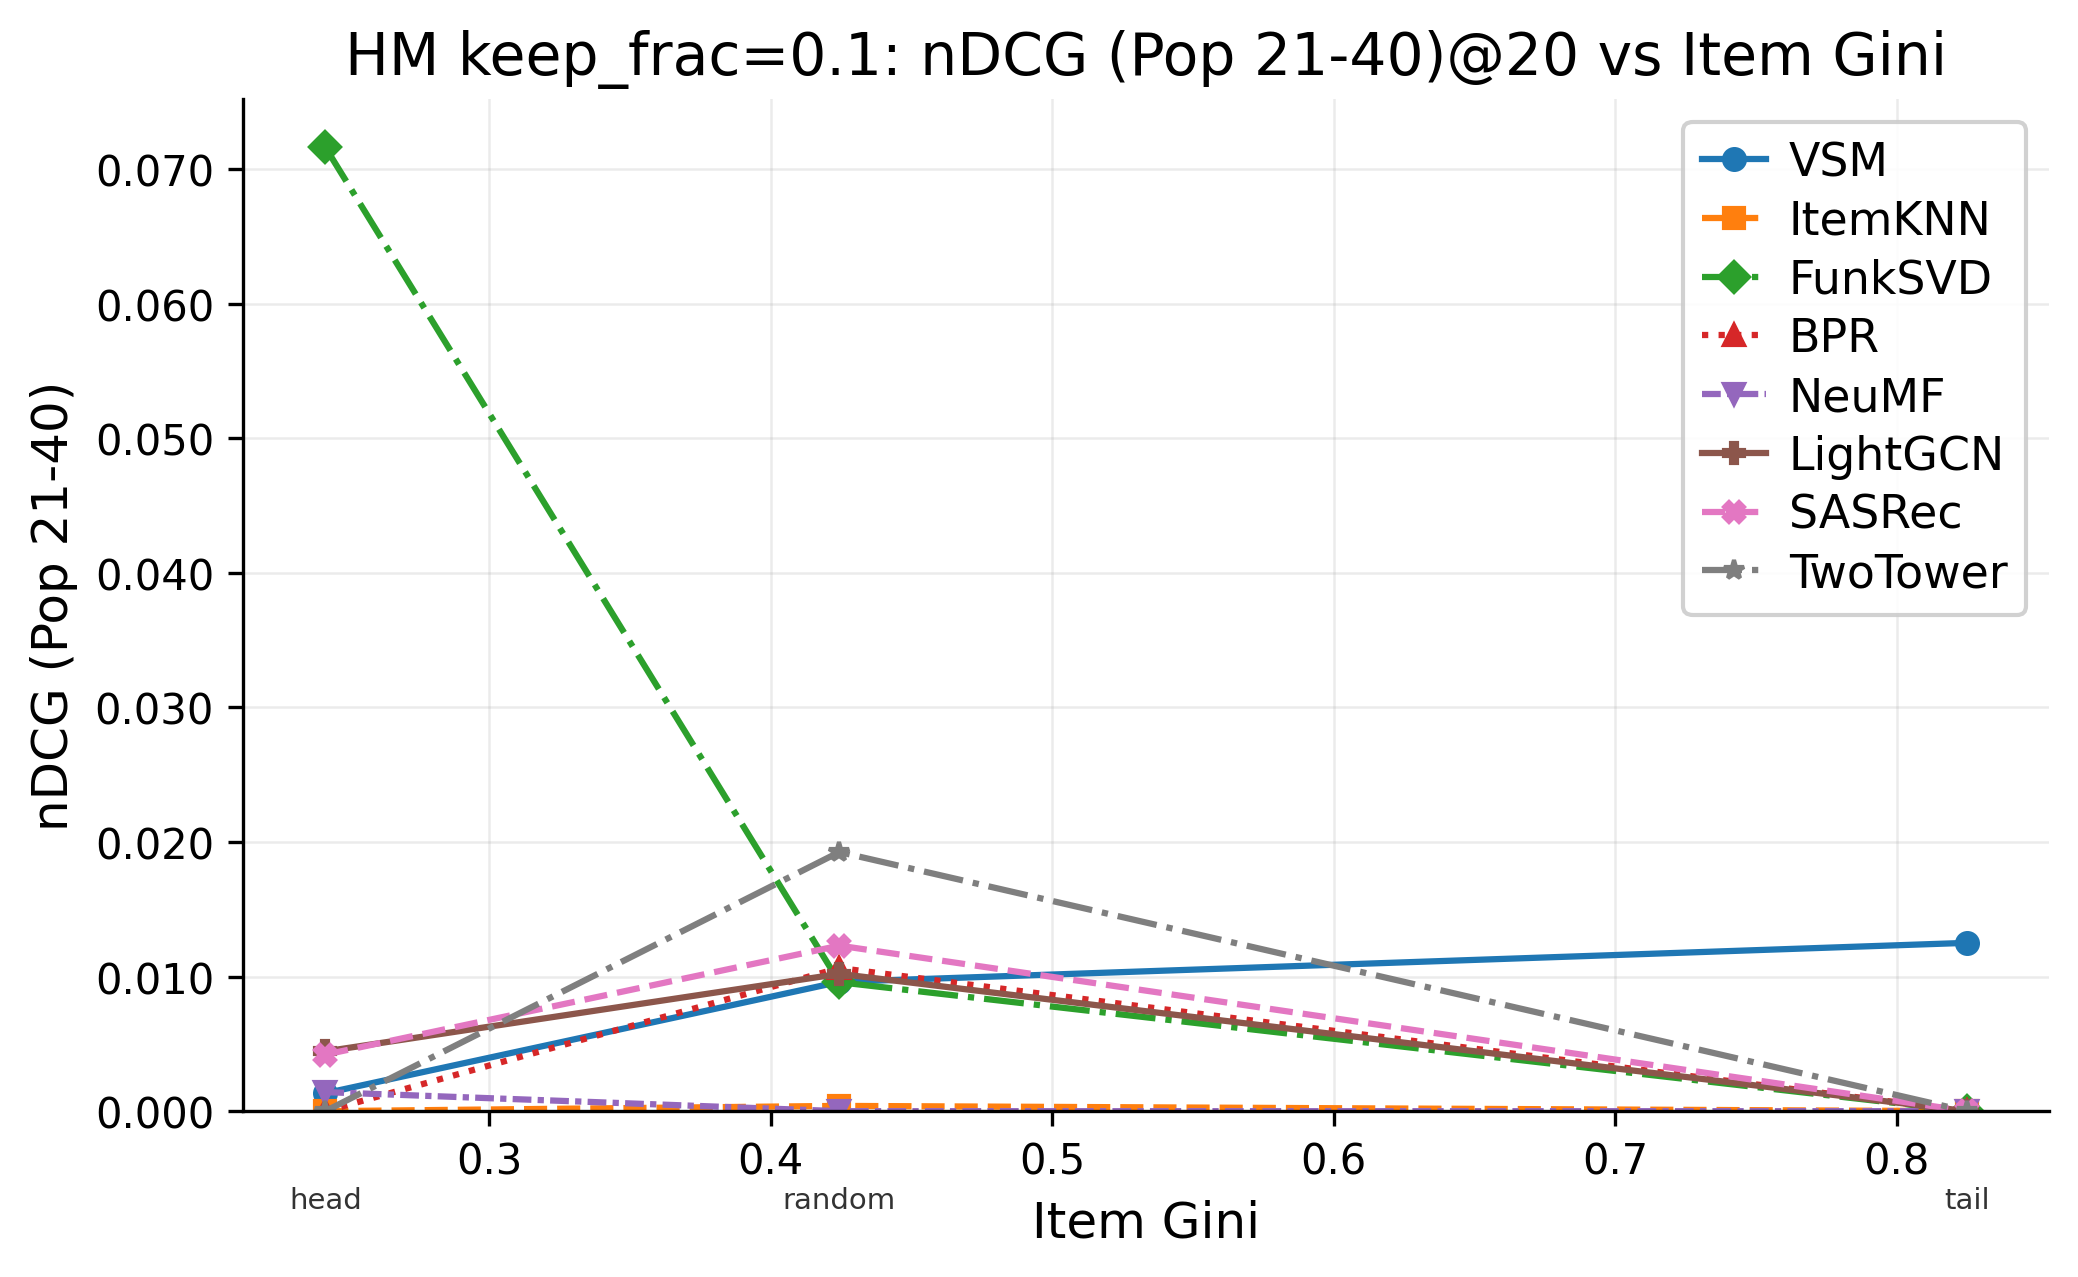 HM keep_frac=0.1: nDCG (Pop 21-40)@20 vs Item Gini
nDCG (Pop 21-40)
0.070
0.060
0.050
0.040
0.030
0.020
0.010
0.000
VSM
ItemKNN
FunkSVD
BPR
NeuMF
LightGCN
SASRec
TwoTower
0.3 0.4 0.5 0.6 0.7 0.8
head random tail
Item Gini